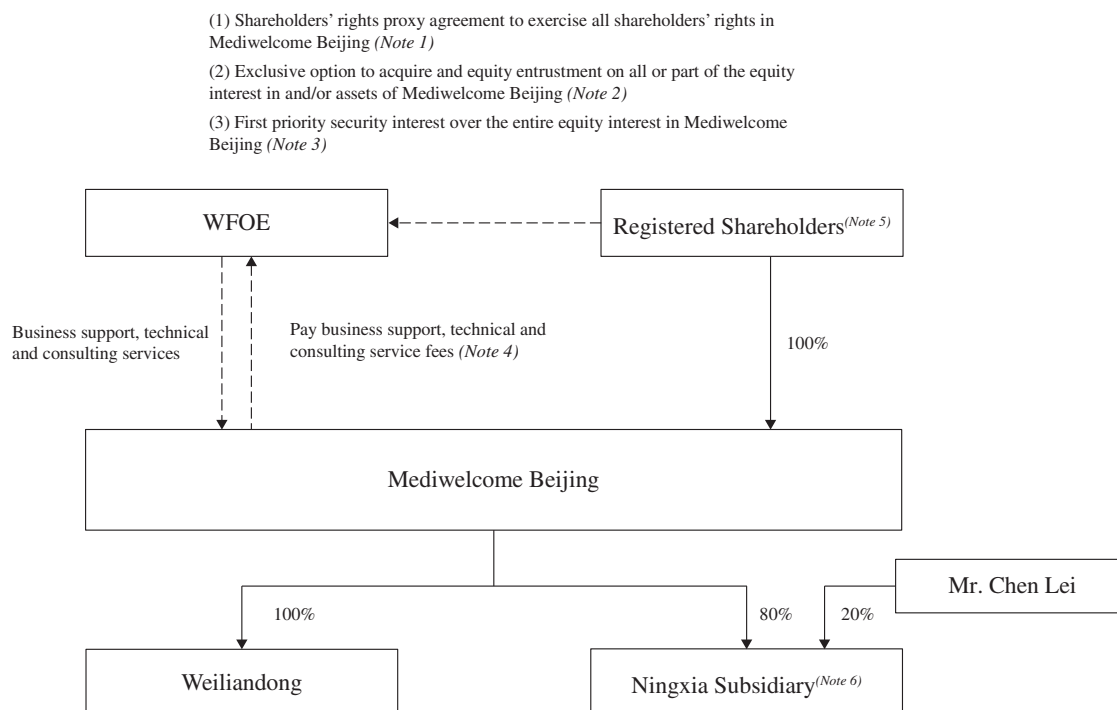 (1) Shareholders’ rights proxy agreement to exercise all shareholders’ rights in
Mediwelcome Beijing (Note 1)
(2) Exclusive option to acquire and equity entrustment on all or part of the equity
interest in and/or assets of Mediwelcome Beijing (Note 2)
(3) First priority security interest over the entire equity interest in Mediwelcome
Beijing (Note 3)
WFOE
Registered Shareholders(Note 5)
Business support, technical
and consulting services
Pay business support, technical and
consulting service fees (Note 4)
100%
Mediwelcome Beijing
Mr. Chen Lei
100%
80%
20%
Weiliandong
Ningxia Subsidiary(Note 6)